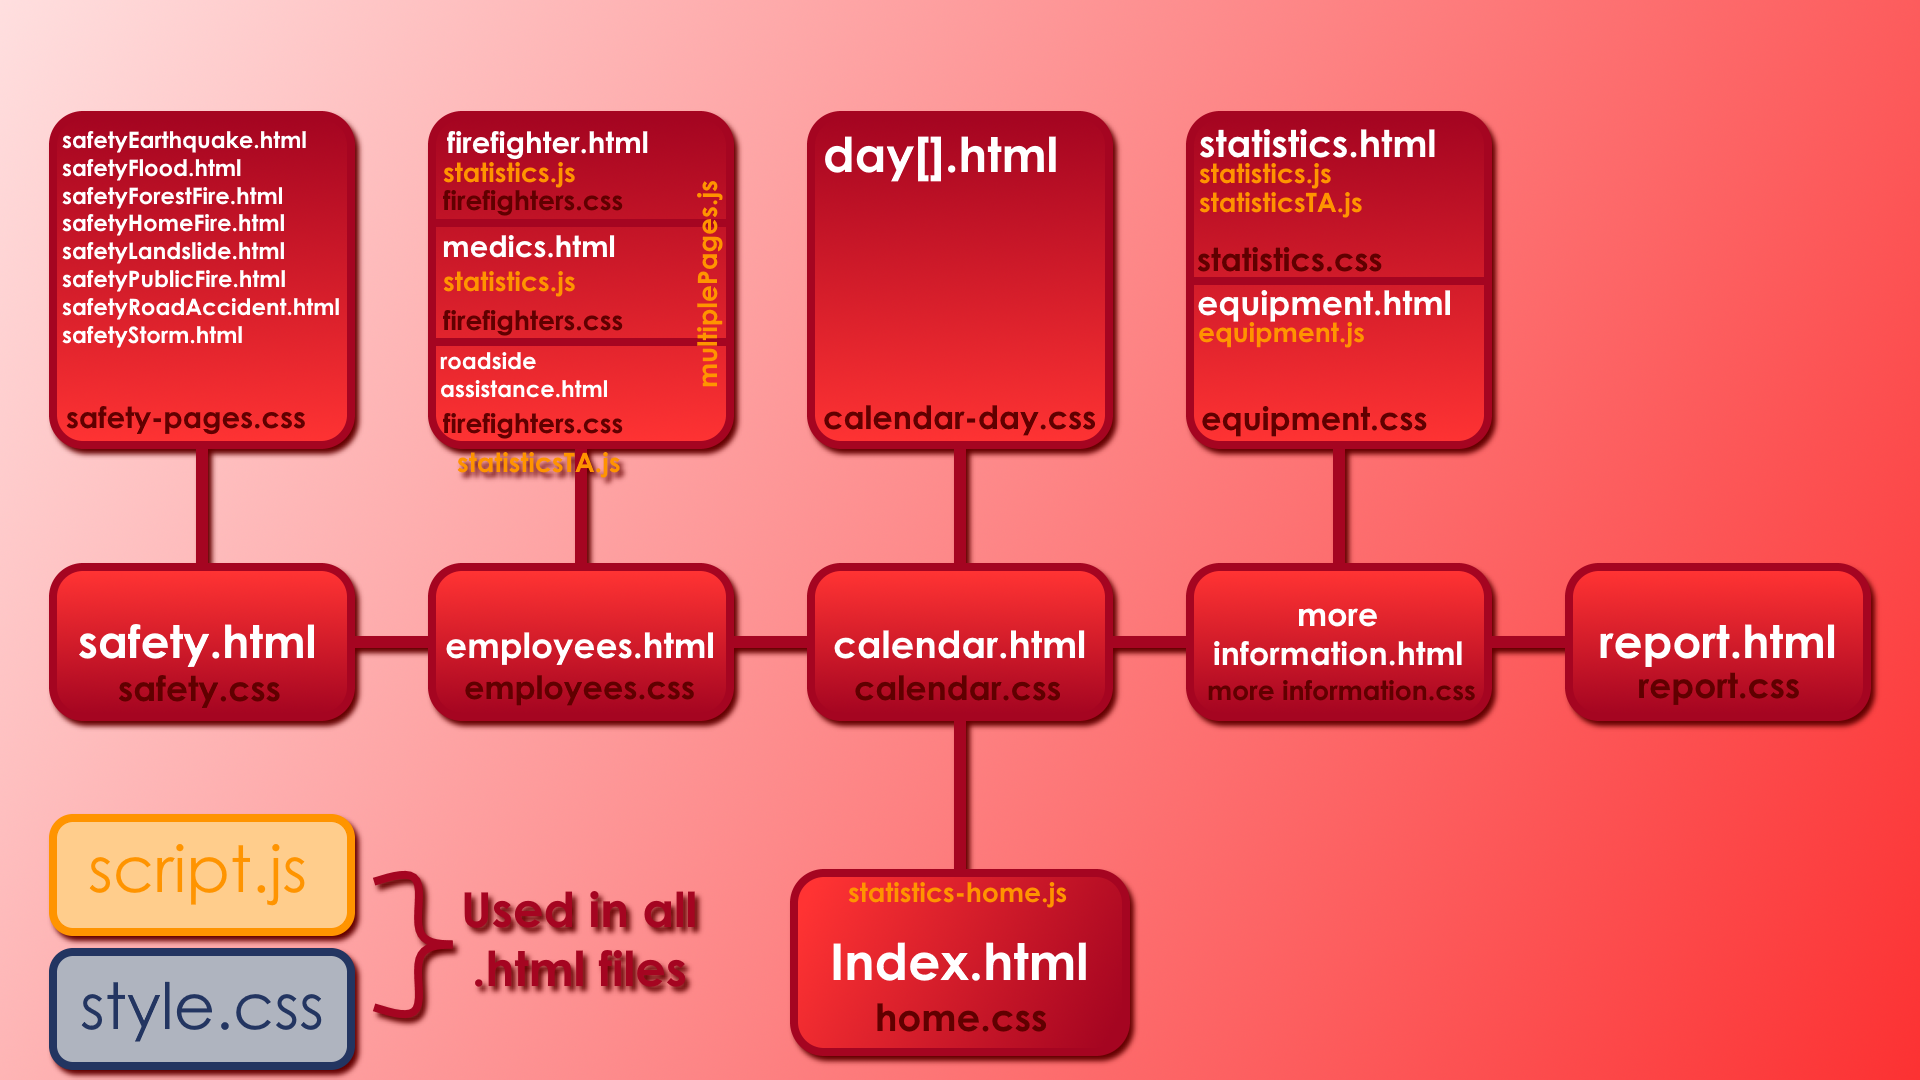 safetyEarthquake.html
safetyFlood.html
safetyForestFire.html
safetyHomeFire.html
safetyLandslide.html
safetyPublicFire.html
safetyRoadAccident.html
safetyStorm.html
safety-pages.css
firefighter.html
statistics.js
firefighters.css
medics.html
statistics.js
firefighters.css
roadside
assistance.html
firefighters.css
multiplePages.js
statisticsTA.js
day[].html
calendar-day.css
statistics.html
statistics.js
statisticsTA.js
statistics.css
equipment.html
equipment.js
equipment.css
safety.html
safety.css
employees.html
employees.css
calendar.html
calendar.css
more
information.html
more information.css
report.html
report.css
script.js
style.css
Used in all
.html files
statistics-home.js
Index.html
home.css